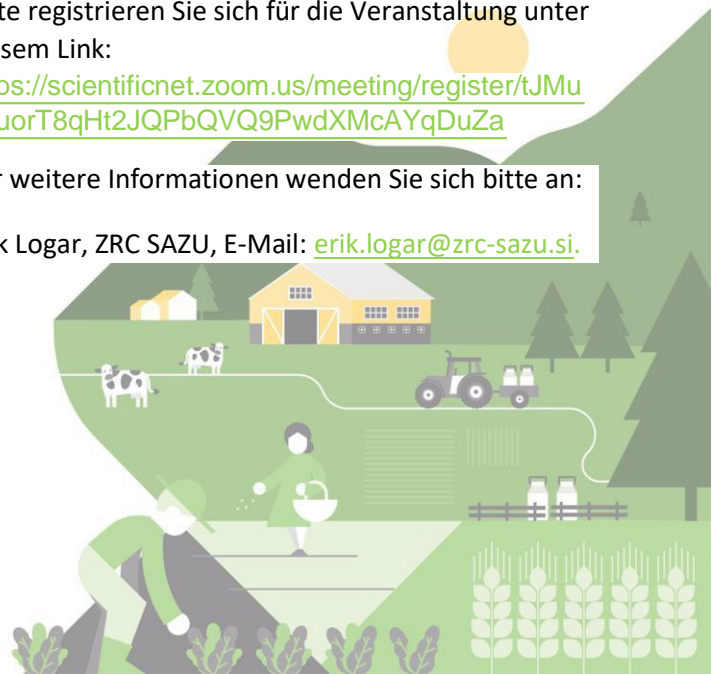 te registrieren Sie sich für die Veranstaltung unter
sem Link:
ps://scientificnet.zoom.us/meeting/register/tJMu
uorT8qHt2JQPbQVQ9PwdXMcAYqDuZa
r weitere Informationen wenden Sie sich bitte an:
k Logar, ZRC SAZU, E-Mail: erik.logar@zrc-sazu.si.